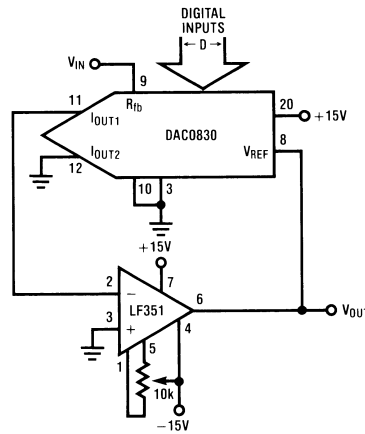 DIGITAL
INPUTS
D
VIN
9
11
Rfb
IOUT1
DAC0830
20
+15V
8
VREF
IOUT2
12
10
3
+15V
7
2
−
LF351
6
VOUT
3
+
4
1
5
10k
−15V